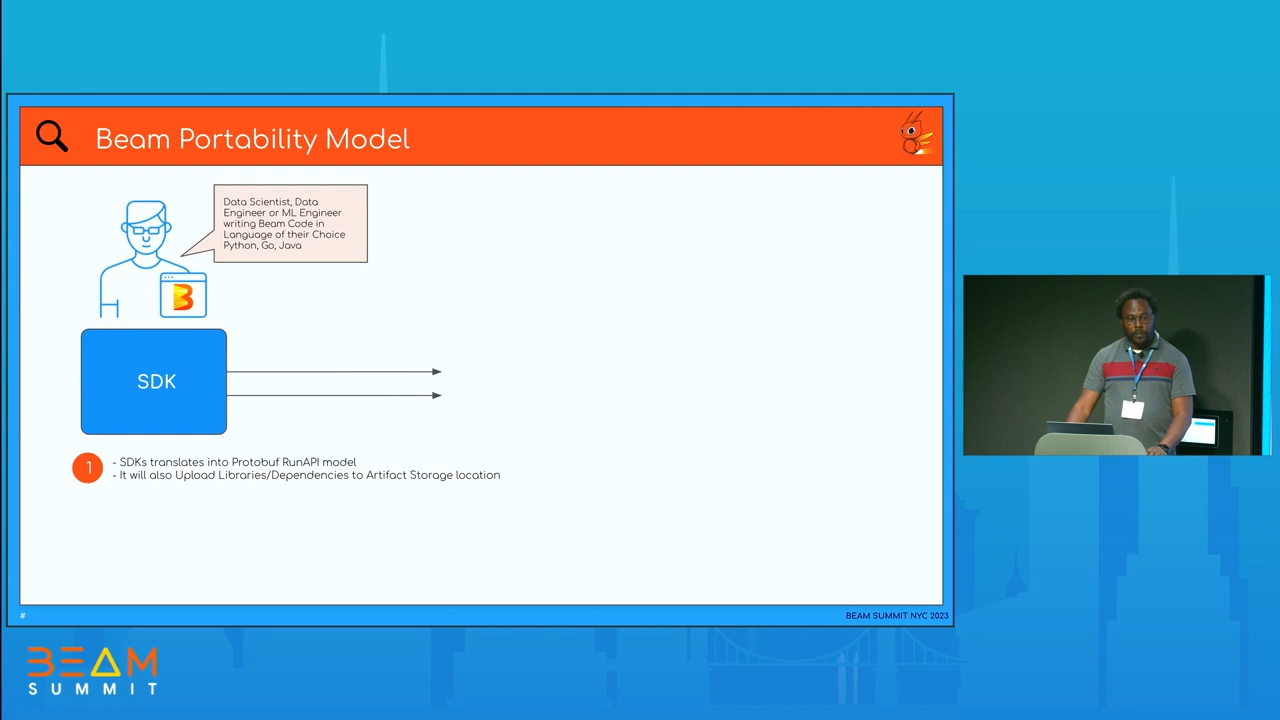 Beam Portability Model
Data Scientist, Data
Engineer or ML Engineer
writing Beam Code in
Language of their Choice
Python, Go, Java
B
SDK
1
- SDKs translates into Protobuf RunAPI model
- It will also Upload Libraries/Dependencies to Artifact Storage location
#
BEAM SUMMIT NYC 2023
BEAM
SUMMIT